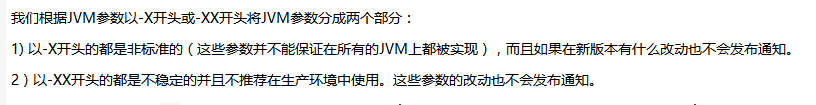 我们根据JVM参数以-X开头或-XX开头将JVM参数分成两个部分：
1) 以-X开头的都是非标准的（这些参数并不能保证在所有的JVM上都被实现），而且如果在新版本有什么改动也不会发布通知。
2）以-XX开头的都是不稳定的并且不推荐在生产环境中使用。这些参数的改动也不会发布通知。